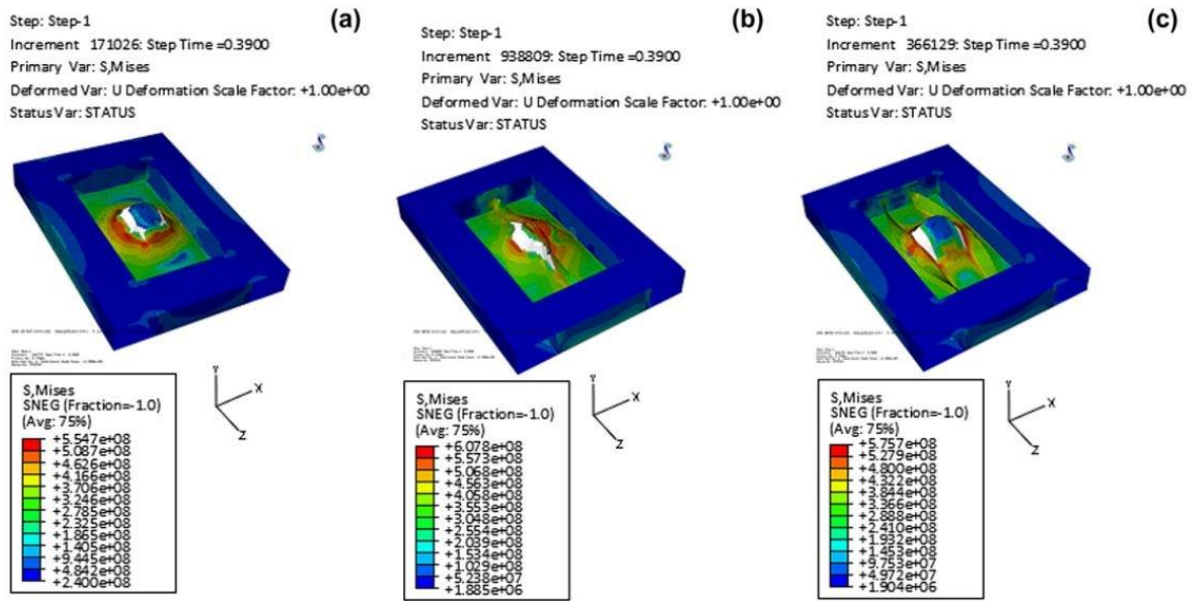 (a)
Step: Step-1
Increment 171026: Step Time =0.3900
Primary Var: S,Mises
Deformed Var: U Deformation Scale Factor: +1.00e+00
Status Var: STATUS
S,Mises
SNEG (Fraction=-1.0)
(Avg: 75%)
+5.547e+08
+5.087e+08
+4.626e+08
+4.166e+08
+3.706e+08
+3.246e+08
+2.785e+08
+2.325e+08
+1.865e+08
+1.405e+08
+9.445e+08
+4.842e+08
+2.400e+08
Y
X
Z
(b)
Step: Step-1
Increment 938809: Step Time =0.3900
Primary Var: S,Mises
Deformed Var: U Deformation Scale Factor: +1.00e+00
Status Var: STATUS
S,Mises
SNEG (Fraction=-1.0)
(Avg: 75%)
+6.078e+08
+5.573e+08
+5.068e+08
+4.563e+08
+4.058e+08
+3.553e+08
+3.048e+08
+2.554e+08
+2.039e+08
+1.534e+08
+1.029e+08
+5.238e+07
+1.885e+06
Y
X
Z
(c)
Step: Step-1
Increment 366129: Step Time =0.3900
Primary Var: S,Mises
Deformed Var: U Deformation Scale Factor: +1.00e+00
Status Var: STATUS
S,Mises
SNEG (Fraction=-1.0)
(Avg: 75%)
+5.757e+08
+5.279e+08
+4.800e+08
+4.322e+08
+3.844e+08
+3.366e+08
+2.888e+08
+2.410e+08
+1.932e+08
+1.453e+08
+9.753e+07
+4.972e+07
+1.904e+06
Y
X
Z